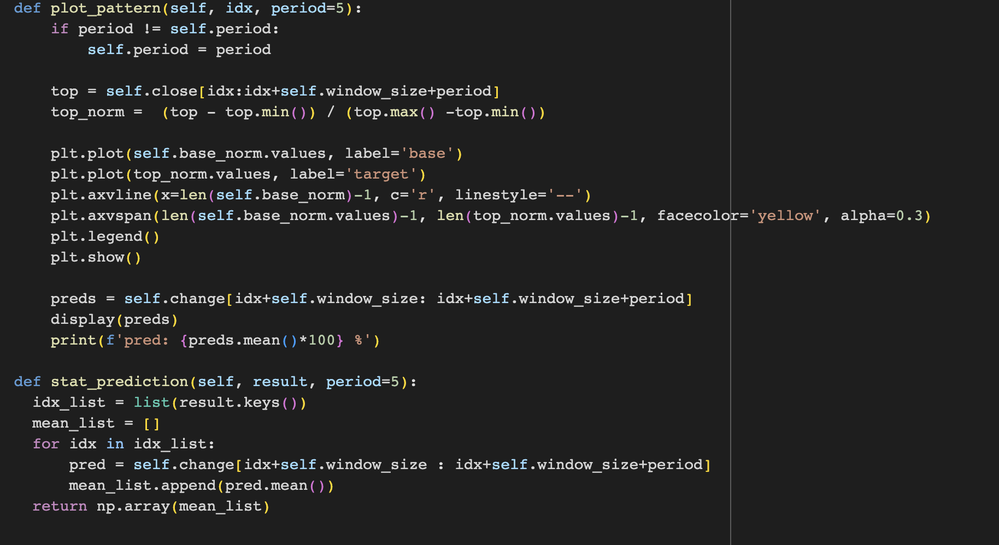 def plot_pattern(self, idx, period=5):
    if period != self.period:
        self.period = period

    top = self.close[idx:idx+self.window_size+period]
    top_norm =  (top - top.min()) / (top.max() -top.min())

    plt.plot(self.base_norm.values, label='base')
    plt.plot(top_norm.values, label='target')
    plt.axvline(x=len(self.base_norm)-1, c='r', linestyle='--')
    plt.axvspan(len(self.base_norm.values)-1, len(top_norm.values)-1, facecolor='yellow', alpha=0.3)
    plt.legend()
    plt.show()

    preds = self.change[idx+self.window_size: idx+self.window_size+period]
    display(preds)
    print(f'pred: {preds.mean()*100} %')

def stat_prediction(self, result, period=5):
  idx_list = list(result.keys())
  mean_list = []
  for idx in idx_list:
      pred = self.change[idx+self.window_size : idx+self.window_size+period]
      mean_list.append(pred.mean())
  return np.array(mean_list)